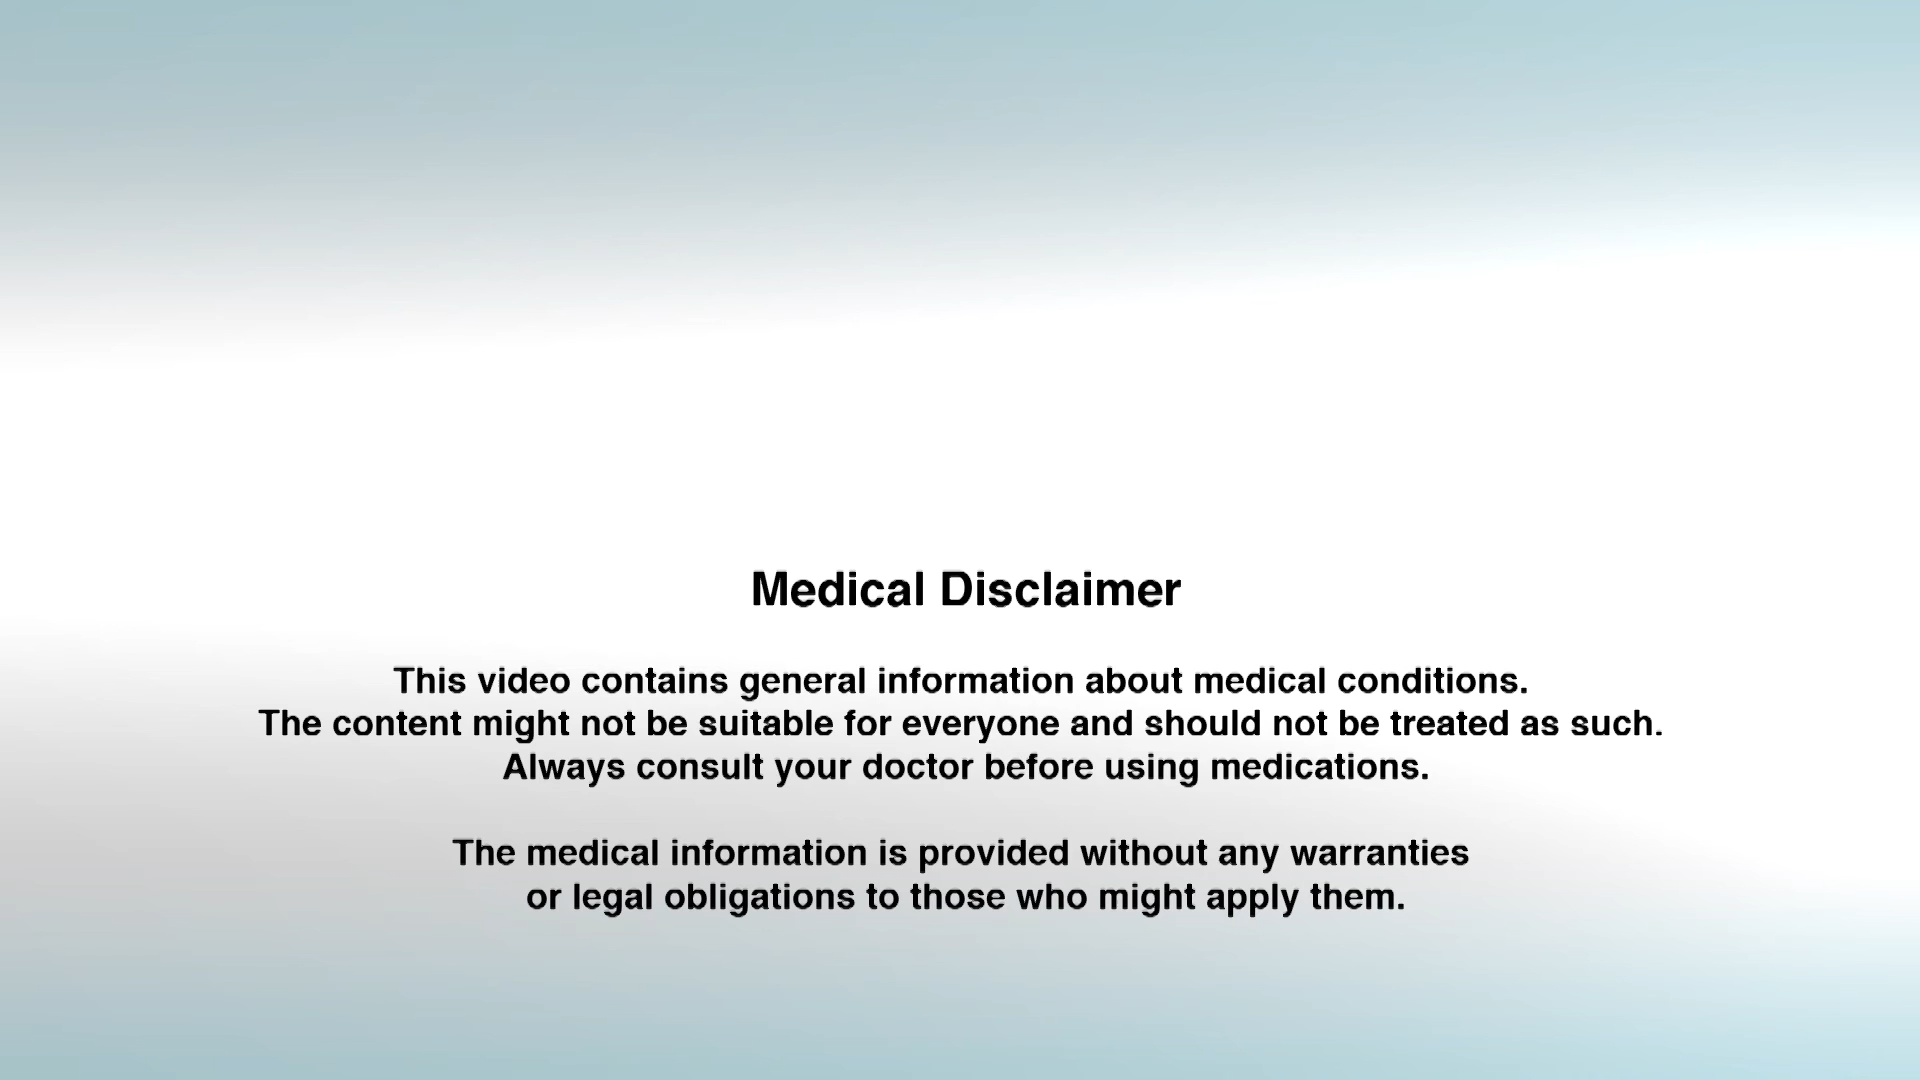 Medical Disclaimer
This video contains general information about medical conditions.
The content might not be suitable for everyone and should not be treated as such.
Always consult your doctor before using medications.
The medical information is provided without any warranties
or legal obligations to those who might apply them.